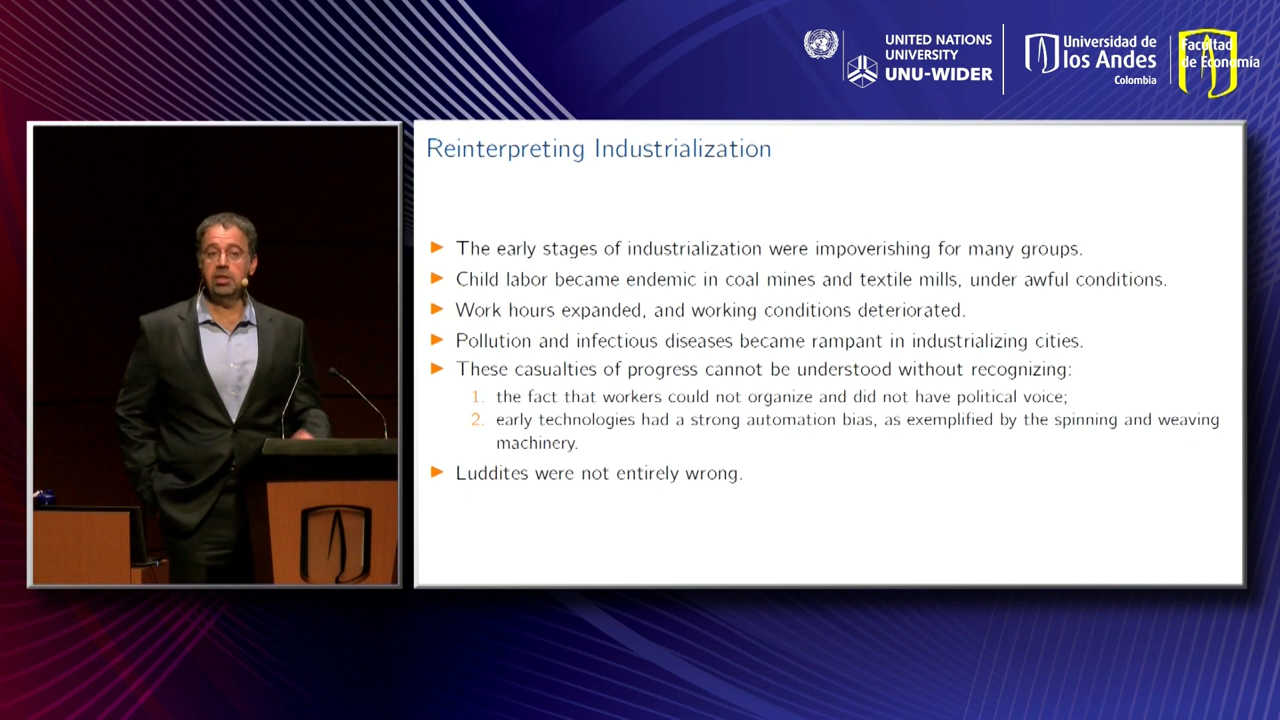 UNITED NATIONS
UNIVERSITY
UNU-WIDER
Universidad de
los Andes
Colombia
Facultad
de Economía
Reinterpreting Industrialization
The early stages of industrialization were impoverishing for many groups.
Child labor became endemic in coal mines and textile mills, under awful conditions.
Work hours expanded, and working conditions deteriorated.
Pollution and infectious diseases became rampant in industrializing cities.
These casualties of progress cannot be understood without recognizing:
1. the fact that workers could not organize and did not have political voice;
2. early technologies had a strong automation bias, as exemplified by the spinning and weaving
machinery.
Luddites were not entirely wrong.